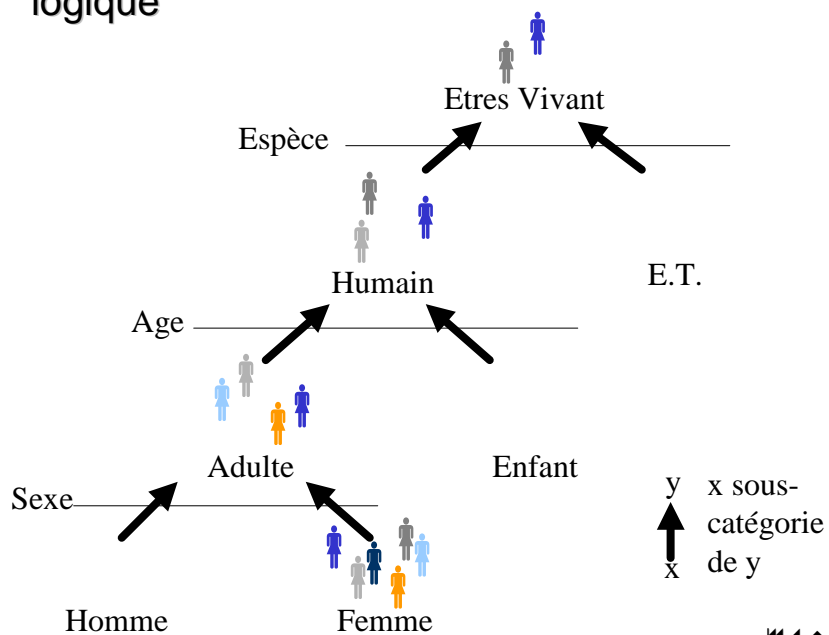 logique
Etres Vivant
Espèce
Humain
E.T.
Age
Adulte
Enfant
Sexe
y x sous-
catégorie
x de y
Homme
Femme